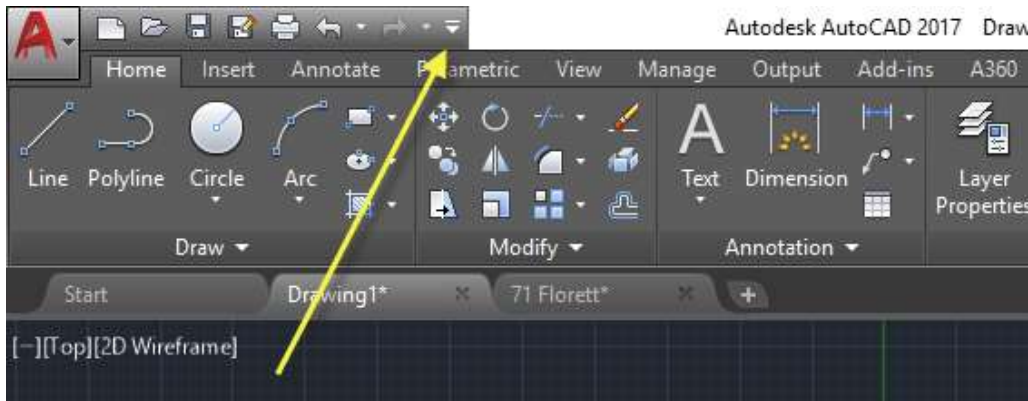 Autodesk AutoCAD 2017 Draw
Home Insert Annotate Parametric View Manage Output Add-ins A360
Line Polyline Circle Arc Text Dimension Layer Properties
Draw Modify Annotation
Start Drawing1* 71 Florett*
[−][Top][2D Wireframe]